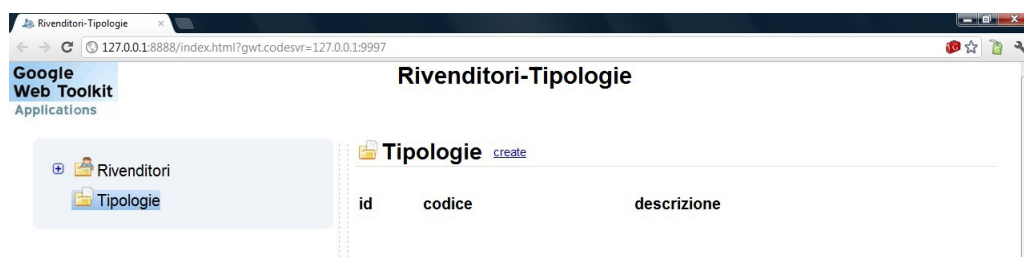 Rivenditori-Tipologie
127.0.0.1:8888/index.html?gwt.codesvr=127.0.0.1:9997
Google
Web Toolkit
Applications
Rivenditori-Tipologie
Rivenditori
Tipologie
Tipologie create
id codice descrizione